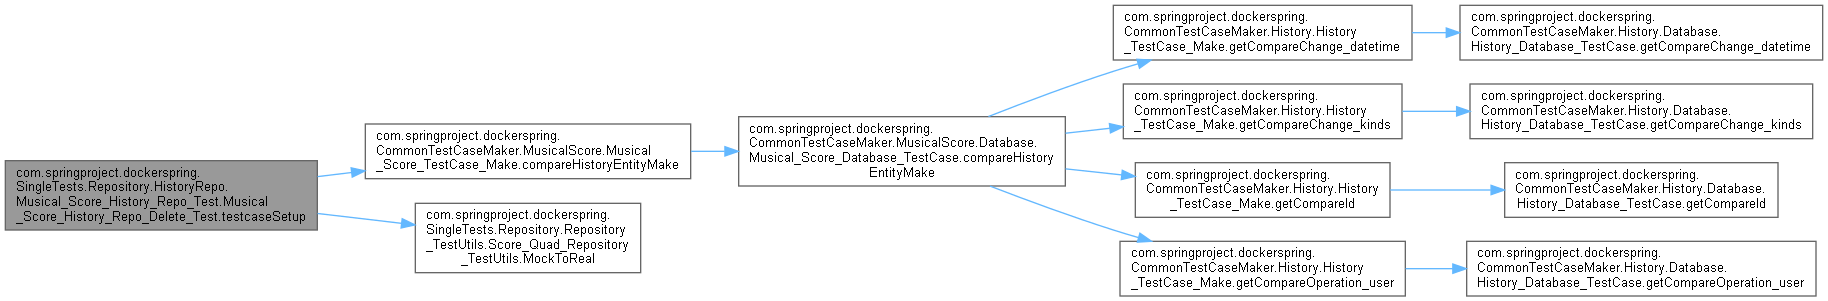 com.springproject.dockerspring.
SingleTests.Repository.HistoryRepo.
Musical_Score_History_Repo_Test.Musical
_Score_History_Repo_Delete_Test.testcaseSetup
com.springproject.dockerspring.
CommonTestCaseMaker.MusicalScore.Musical
_Score_TestCase_Make.compareHistoryEntityMake
com.springproject.dockerspring.
SingleTests.Repository.Repository
_TestUtils.Score_Quad_Repository
_TestUtils.MockToReal
com.springproject.dockerspring.
CommonTestCaseMaker.MusicalScore.Database.
Musical_Score_Database_TestCase.compareHistory
EntityMake
com.springproject.dockerspring.
CommonTestCaseMaker.History.History
_TestCase_Make.getCompareChange_datetime
com.springproject.dockerspring.
CommonTestCaseMaker.History.Database.
History_Database_TestCase.getCompareChange_datetime
com.springproject.dockerspring.
CommonTestCaseMaker.History.History
_TestCase_Make.getCompareChange_kinds
com.springproject.dockerspring.
CommonTestCaseMaker.History.Database.
History_Database_TestCase.getCompareChange_kinds
com.springproject.dockerspring.
CommonTestCaseMaker.History.History
_TestCase_Make.getCompareId
com.springproject.dockerspring.
CommonTestCaseMaker.History.Database.
History_Database_TestCase.getCompareId
com.springproject.dockerspring.
CommonTestCaseMaker.History.History
_TestCase_Make.getCompareOperation_user
com.springproject.dockerspring.
CommonTestCaseMaker.History.Database.
History_Database_TestCase.getCompareOperation_user